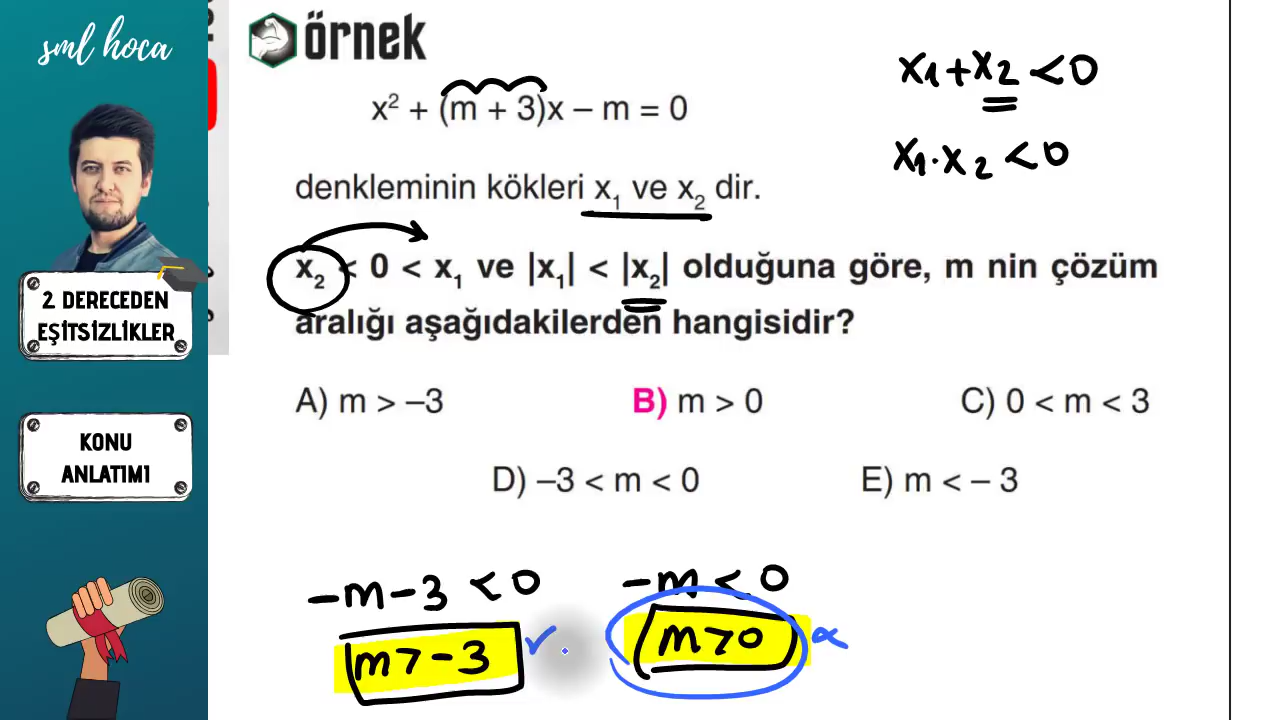 sml hoca
örnek
x² + (m + 3)x – m = 0
denkleminin kökleri x₁ ve x₂ dir.
x₂ < 0 < x₁ ve |x₁| < |x₂| olduğuna göre, m nin çözüm
aralığı aşağıdakilerden hangisidir?
A) m > –3 B) m > 0 C) 0 < m < 3
D) –3 < m < 0 E) m < – 3
x₁+x₂ <0
x₁·x₂ <0
2. DERECEDEN
EŞİTSİZLİKLER
KONU
ANLATIMI
-m-3 <0 -m<0
m>-3 m>0